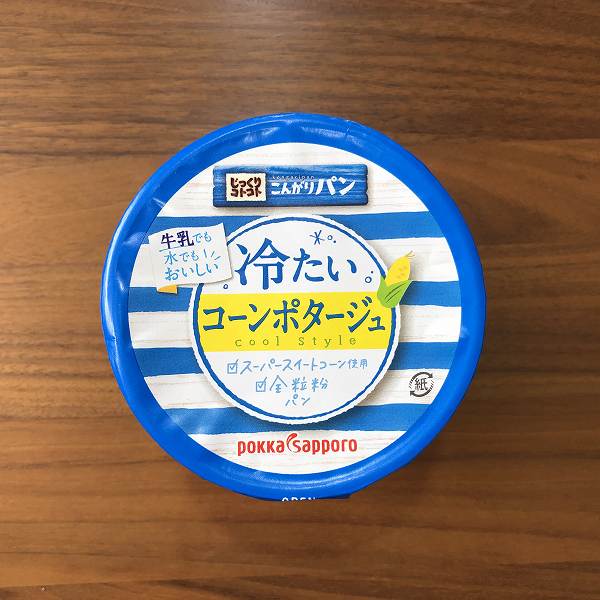 じっくり
コトコト
こんがりパン
牛乳でも
水でも
おいしい
冷たい
コーンポタージュ
cool style
スーパースイートコーン使用
全粒粉
パン
紙
pokka sapporo
OPEN